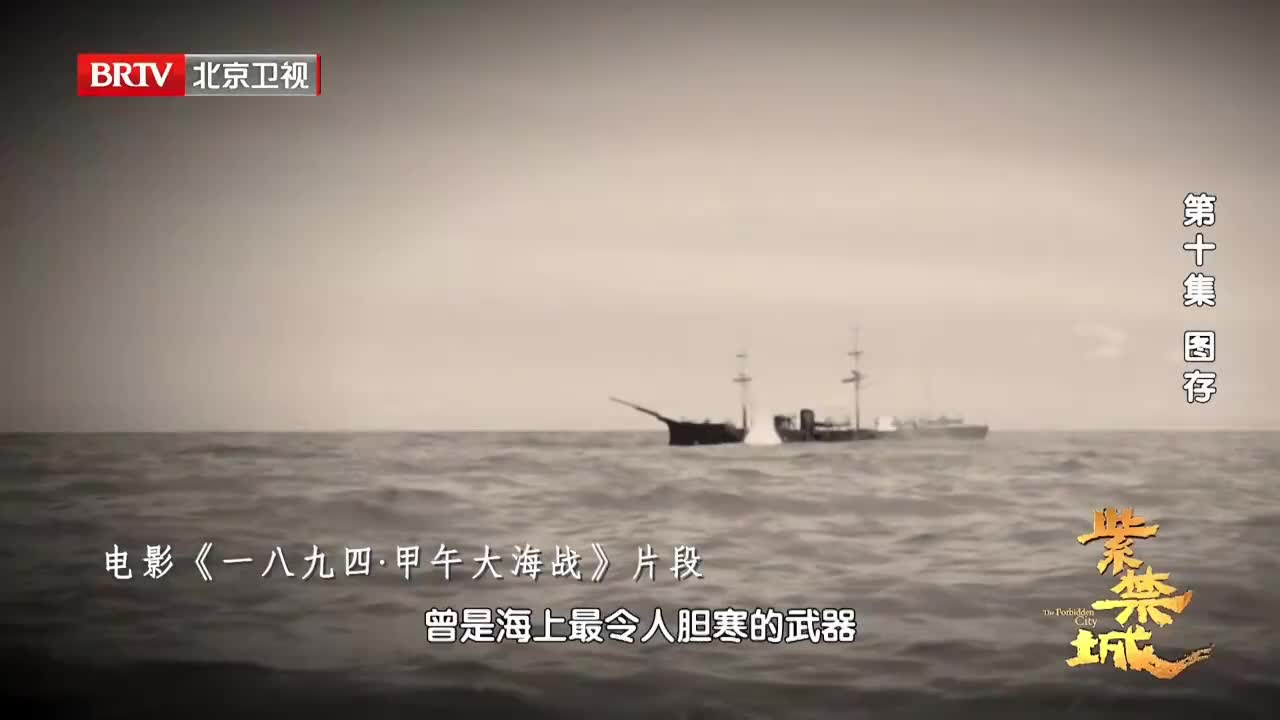 BRTV 北京卫视
第十集 图存
电影《一八九四·甲午大海战》片段
曾是海上最令人胆寒的武器
紫禁城
The Forbidden
City